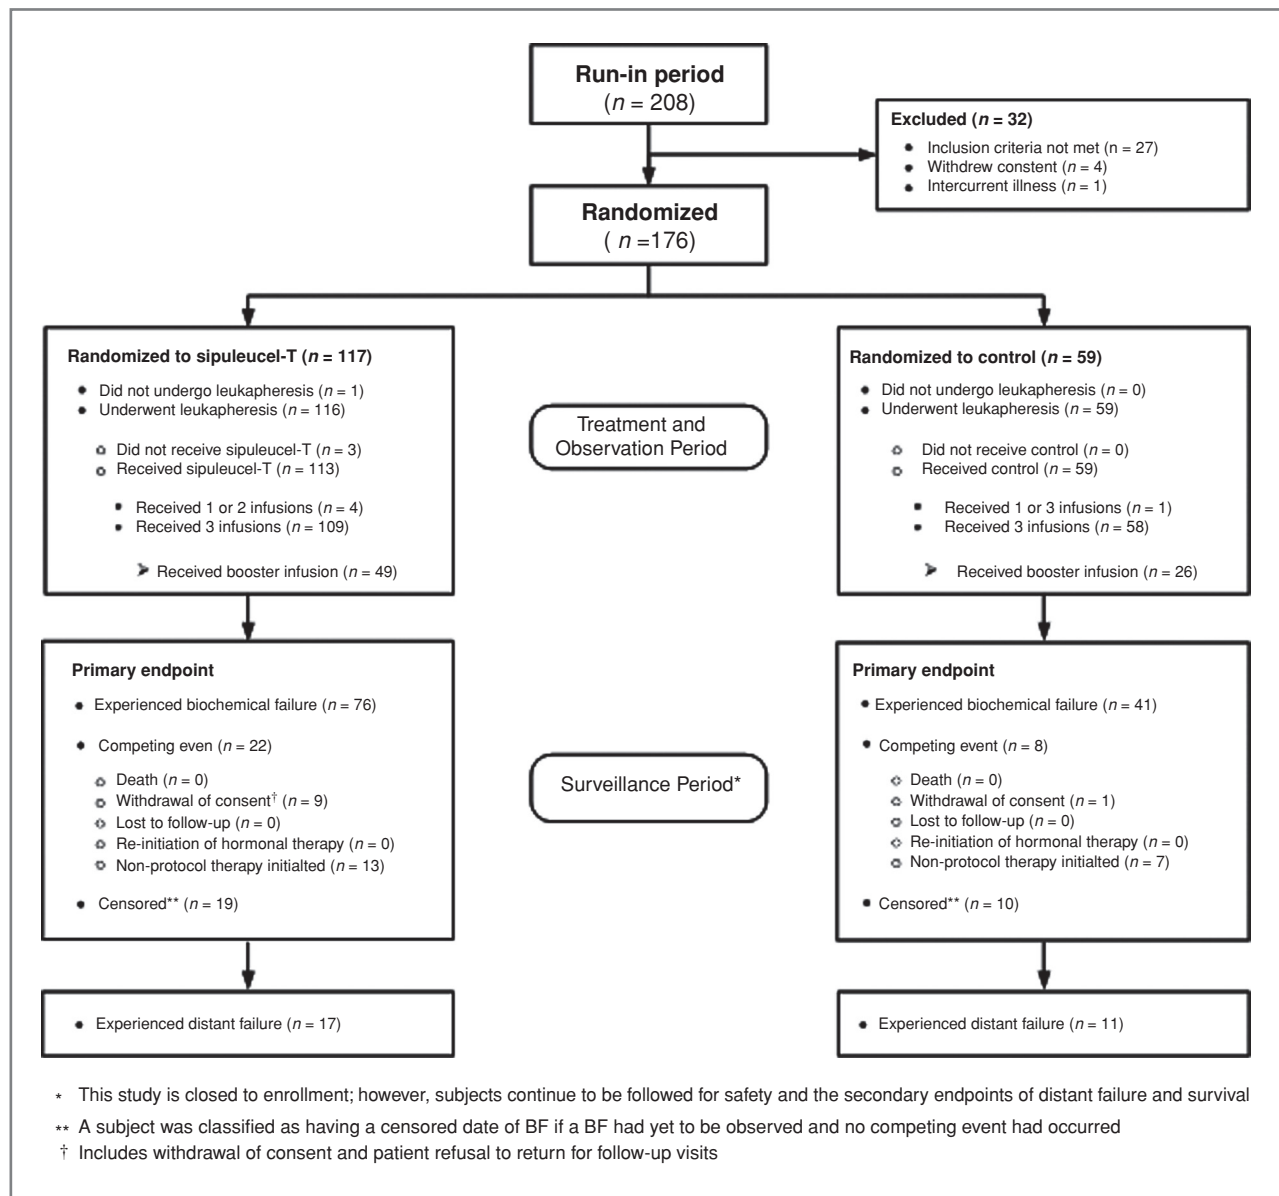 Run-in period
(n = 208)
Excluded (n = 32)
• Inclusion criteria not met (n = 27)
• Withdrew constent (n = 4)
• Intercurrent illness (n = 1)
Randomized
( n =176)
Randomized to sipuleucel-T (n = 117)
• Did not undergo leukapheresis (n = 1)
• Underwent leukapheresis (n = 116)
Did not receive sipuleucel-T (n = 3)
Received sipuleucel-T (n = 113)
Received 1 or 2 infusions (n = 4)
Received 3 infusions (n = 109)
Received booster infusion (n = 49)
Treatment and
Observation Period
Randomized to control (n = 59)
• Did not undergo leukapheresis (n = 0)
• Underwent leukapheresis (n = 59)
Did not receive control (n = 0)
Received control (n = 59)
Received 1 or 3 infusions (n = 1)
Received 3 infusions (n = 58)
Received booster infusion (n = 26)
Primary endpoint
• Experienced biochemical failure (n = 76)
• Competing even (n = 22)
Death (n = 0)
Withdrawal of consent† (n = 9)
Lost to follow-up (n = 0)
Re-initiation of hormonal therapy (n = 0)
Non-protocol therapy initialted (n = 13)
• Censored** (n = 19)
Surveillance Period*
Primary endpoint
• Experienced biochemical failure (n = 41)
• Competing event (n = 8)
Death (n = 0)
Withdrawal of consent (n = 1)
Lost to follow-up (n = 0)
Re-initiation of hormonal therapy (n = 0)
Non-protocol therapy initialted (n = 7)
• Censored** (n = 10)
• Experienced distant failure (n = 17)
• Experienced distant failure (n = 11)
* This study is closed to enrollment; however, subjects continue to be followed for safety and the secondary endpoints of distant failure and survival
** A subject was classified as having a censored date of BF if a BF had yet to be observed and no competing event had occurred
† Includes withdrawal of consent and patient refusal to return for follow-up visits